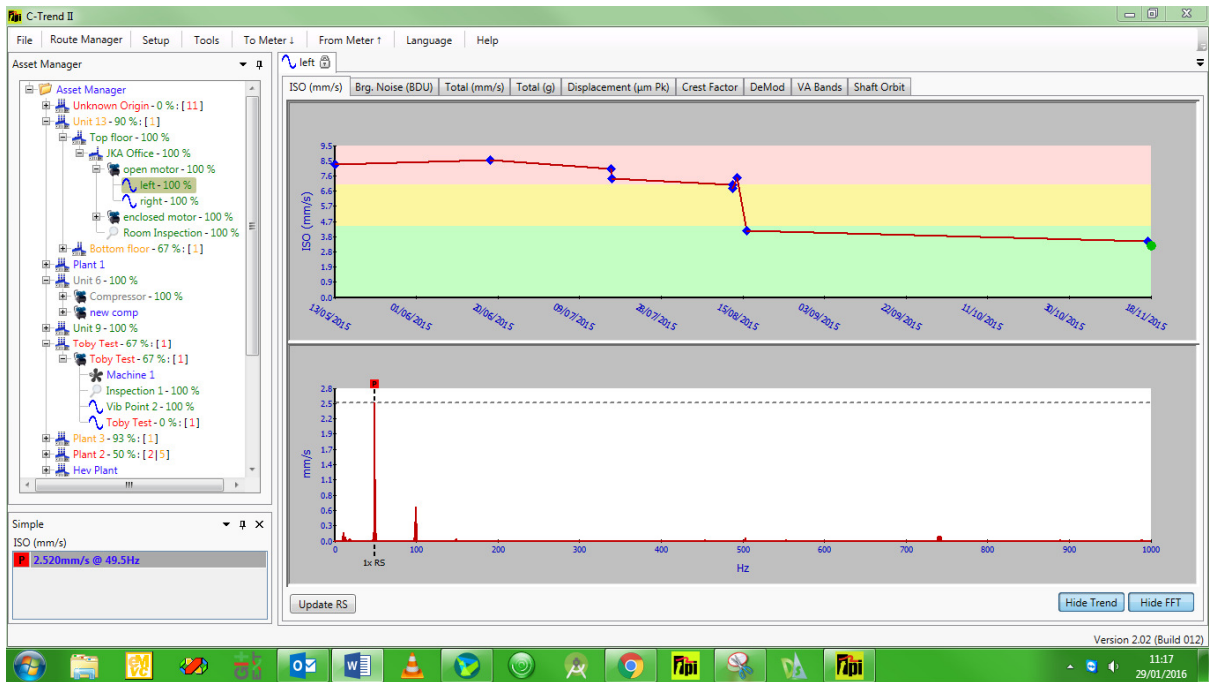 C-Trend II
File Route Manager Setup Tools To Meter ↓ From Meter ↑ Language Help
Asset Manager
Asset Manager
Unknown Origin - 0 % : [11]
Unit 13 - 90 % : [1]
Top floor - 100 %
JKA Office - 100 %
open motor - 100 %
left - 100 %
right - 100 %
enclosed motor - 100 %
Room Inspection - 100 %
Bottom floor - 67 % : [1]
Plant 1
Unit 6 - 100 %
Compressor - 100 %
new comp
Unit 9 - 100 %
Toby Test - 67 % : [1]
Toby Test - 67 % : [1]
Machine 1
Inspection 1 - 100 %
Vib Point 2 - 100 %
Toby Test - 0 % : [1]
Plant 3 - 93 % : [1]
Plant 2 - 50 % : [2|5]
Hev Plant
Simple
ISO (mm/s)
P 2.520mm/s @ 49.5Hz
left
ISO (mm/s) Brg. Noise (BDU) Total (mm/s) Total (g) Displacement (µm Pk) Crest Factor DeMod VA Bands Shaft Orbit
ISO (mm/s)
9.5
8.5
7.6
6.6
5.7
4.7
3.8
2.8
1.9
0.9
0.0
13/05/2015 01/06/2015 20/06/2015 09/07/2015 28/07/2015 15/08/2015 03/09/2015 22/09/2015 11/10/2015 30/10/2015 18/11/2015
P
mm/s
2.8
2.5
2.2
1.9
1.7
1.4
1.1
0.8
0.6
0.3
0.0
0 100 200 300 400 500 600 700 800 900 1000
1x RS
Hz
Update RS Hide Trend Hide FFT
Version 2.02 (Build 012)
11:17
29/01/2016